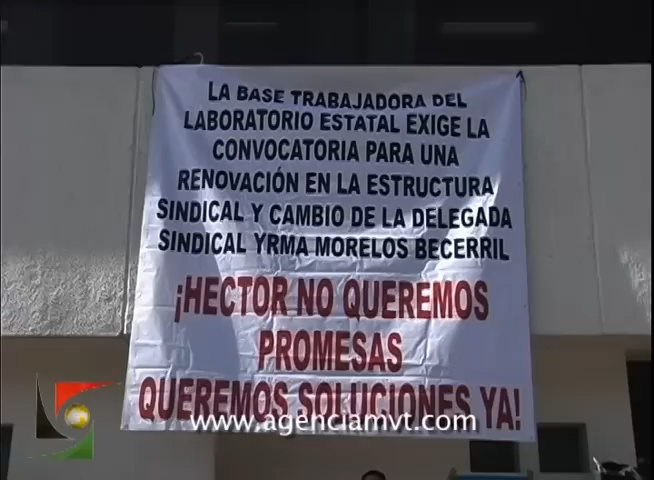 LA BASE TRABAJADORA DEL
LABORATORIO ESTATAL EXIGE LA
CONVOCATORIA PARA UNA
RENOVACIÓN EN LA ESTRUCTURA
SINDICAL Y CAMBIO DE LA DELEGADA
SINDICAL YRMA MORELOS BECERRIL
¡HECTOR NO QUEREMOS
PROMESAS
QUEREMOS SOLUCIONES YA!
www.agenciamvt.com